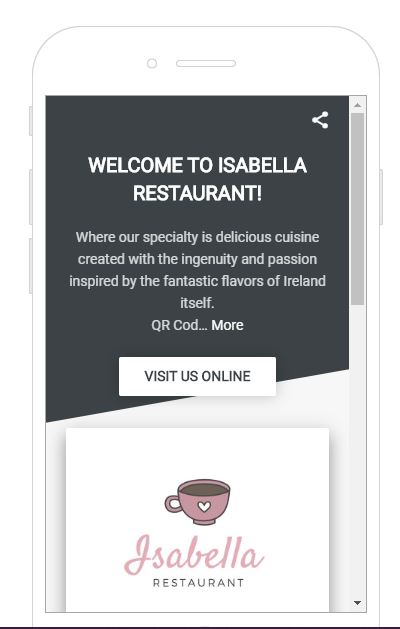 WELCOME TO ISABELLA
RESTAURANT!
Where our specialty is delicious cuisine
created with the ingenuity and passion
inspired by the fantastic flavors of Ireland
itself.
QR Cod... More
VISIT US ONLINE
Isabella
RESTAURANT